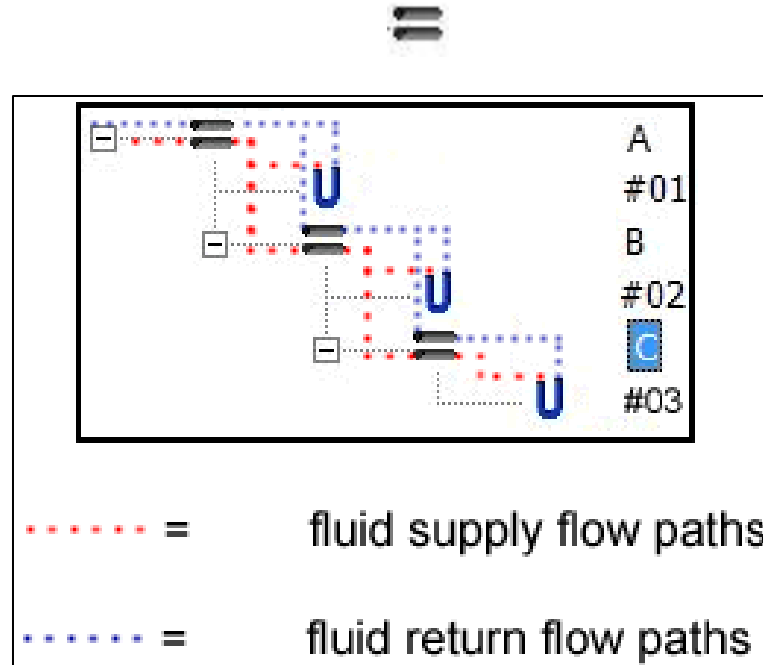 A
#01
B
#02
C
#03
= fluid supply flow paths
= fluid return flow paths